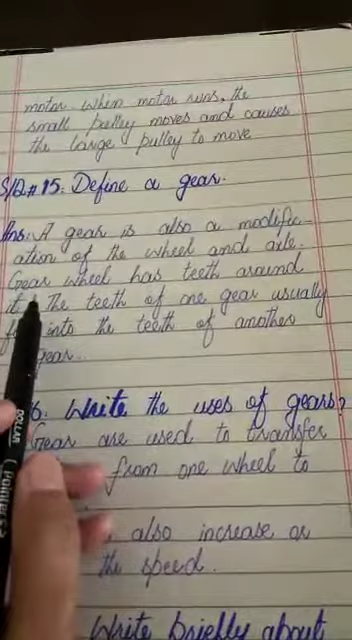 motor. when motor runs, the
small pulley moves and causes
the large pulley to move
S/Q#15: Define a gear.
Ans: A gear is also a modific-
ation of the wheel and axle.
Gear wheel has teeth around
it. The teeth of one gear usually
into the teeth of another
gear.
6. Write the uses of gears?
Gear are used to transfer
from one wheel to
also increase or
the speed.
Write briefly about
DOLLAR
Pointer